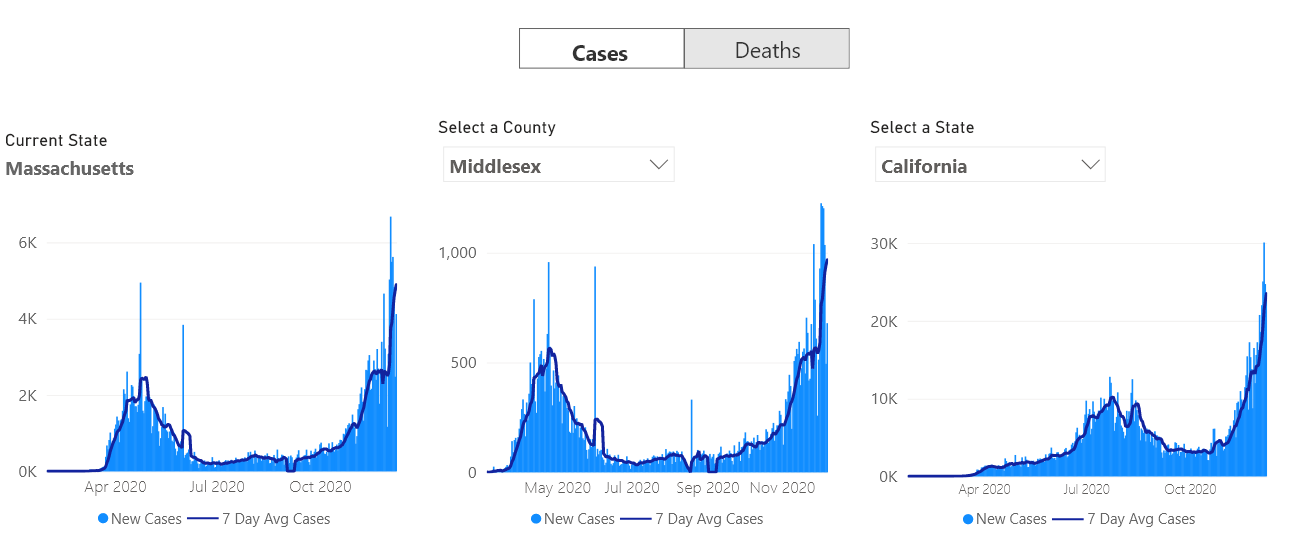 Cases Deaths
Current State
Massachusetts
6K
4K
2K
0K
Apr 2020 Jul 2020 Oct 2020
New Cases 7 Day Avg Cases
Select a County
Middlesex
1,000
500
0
May 2020 Jul 2020 Sep 2020 Nov 2020
New Cases 7 Day Avg Cases
Select a State
California
30K
20K
10K
0K
Apr 2020 Jul 2020 Oct 2020
New Cases 7 Day Avg Cases